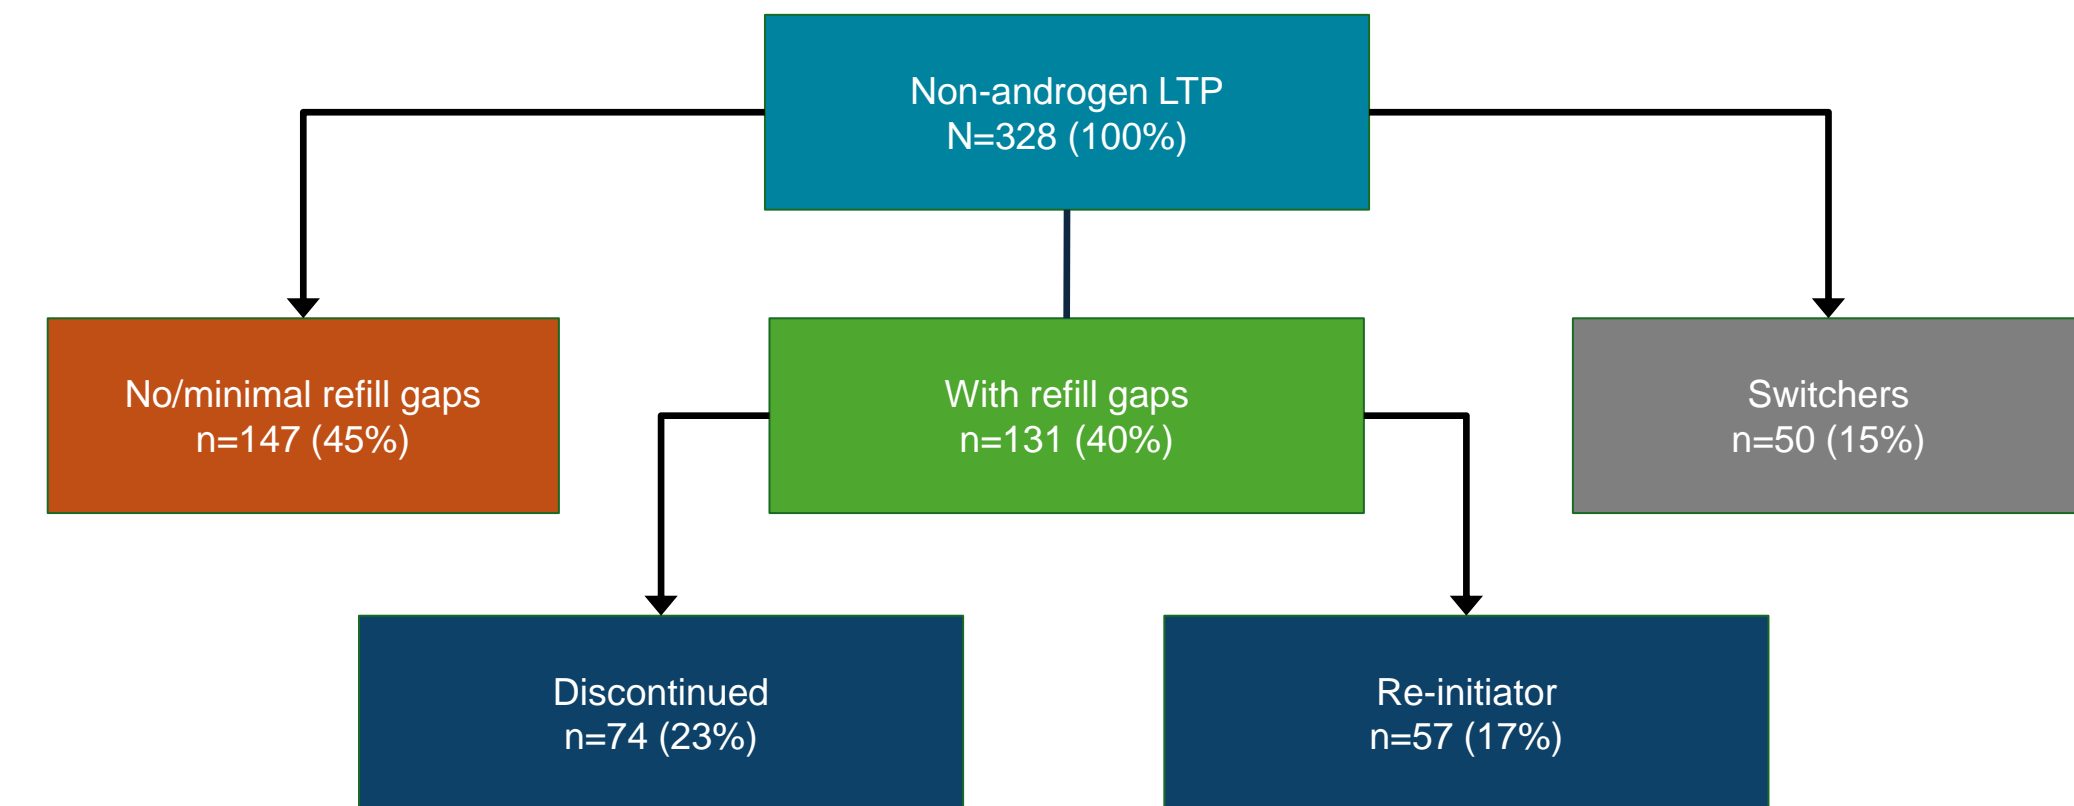 Non-androgen LTP
N=328 (100%)
No/minimal refill gaps
n=147 (45%)
With refill gaps
n=131 (40%)
Switchers
n=50 (15%)
Discontinued
n=74 (23%)
Re-initiator
n=57 (17%)